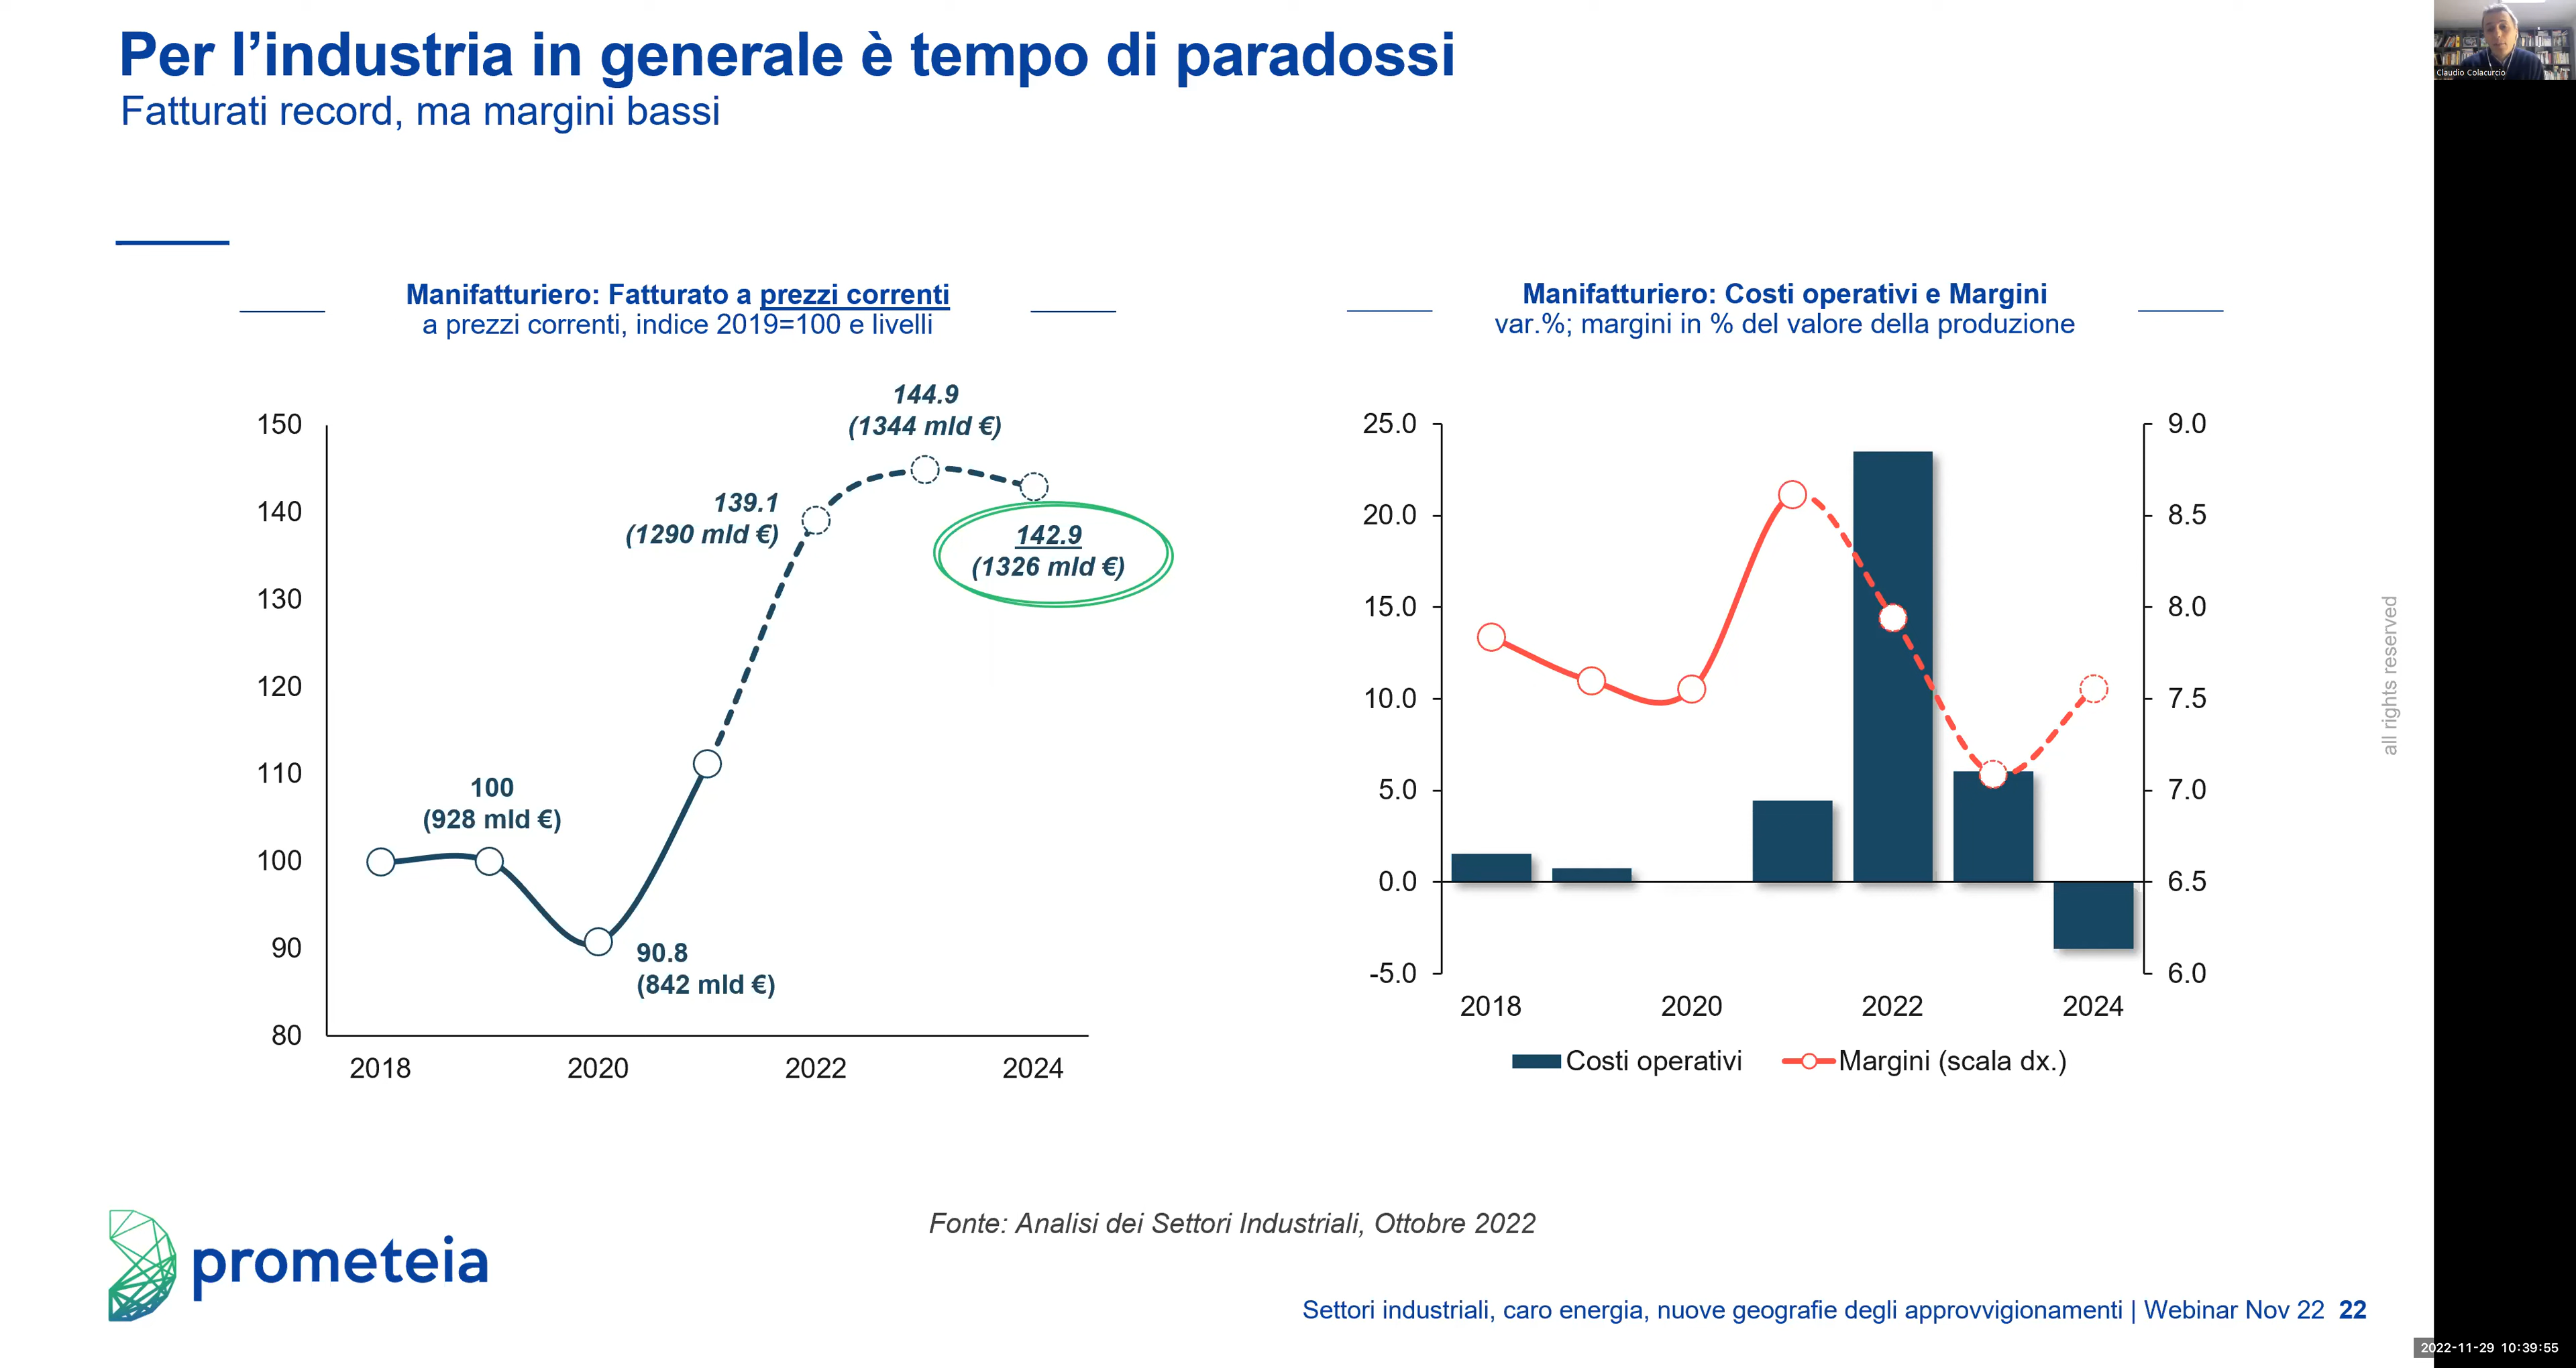 Per l’industria in generale è tempo di paradossi
Fatturati record, ma margini bassi
Claudio Colacurcio
Manifatturiero: Fatturato a prezzi correnti
a prezzi correnti, indice 2019=100 e livelli
150
140
130
120
110
100
90
80
2018
2020
2022
2024
100
(928 mld €)
90.8
(842 mld €)
139.1
(1290 mld €)
144.9
(1344 mld €)
142.9
(1326 mld €)
Manifatturiero: Costi operativi e Margini
var.%; margini in % del valore della produzione
25.0
20.0
15.0
10.0
5.0
0.0
-5.0
9.0
8.5
8.0
7.5
7.0
6.5
6.0
2018
2020
2022
2024
Costi operativi
Margini (scala dx.)
all rights reserved
Fonte: Analisi dei Settori Industriali, Ottobre 2022
prometeia
Settori industriali, caro energia, nuove geografie degli approvvigionamenti | Webinar Nov 22 22
2022-11-29 10:39:55